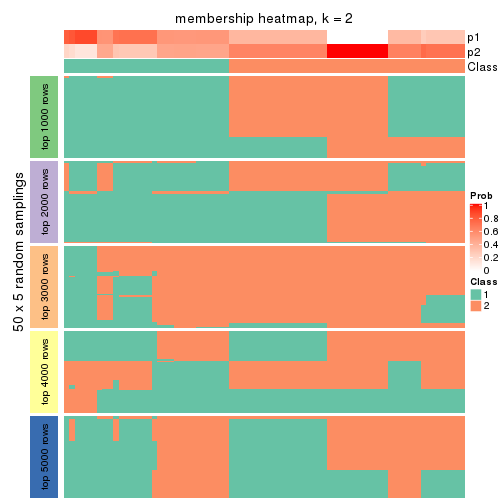 membership heatmap, k = 2
p1
p2
Class
50 x 5 random samplings
top 1000 rows
top 2000 rows
top 3000 rows
top 4000 rows
top 5000 rows
Prob
1
0.8
0.6
0.4
0.2
0
Class
1
2